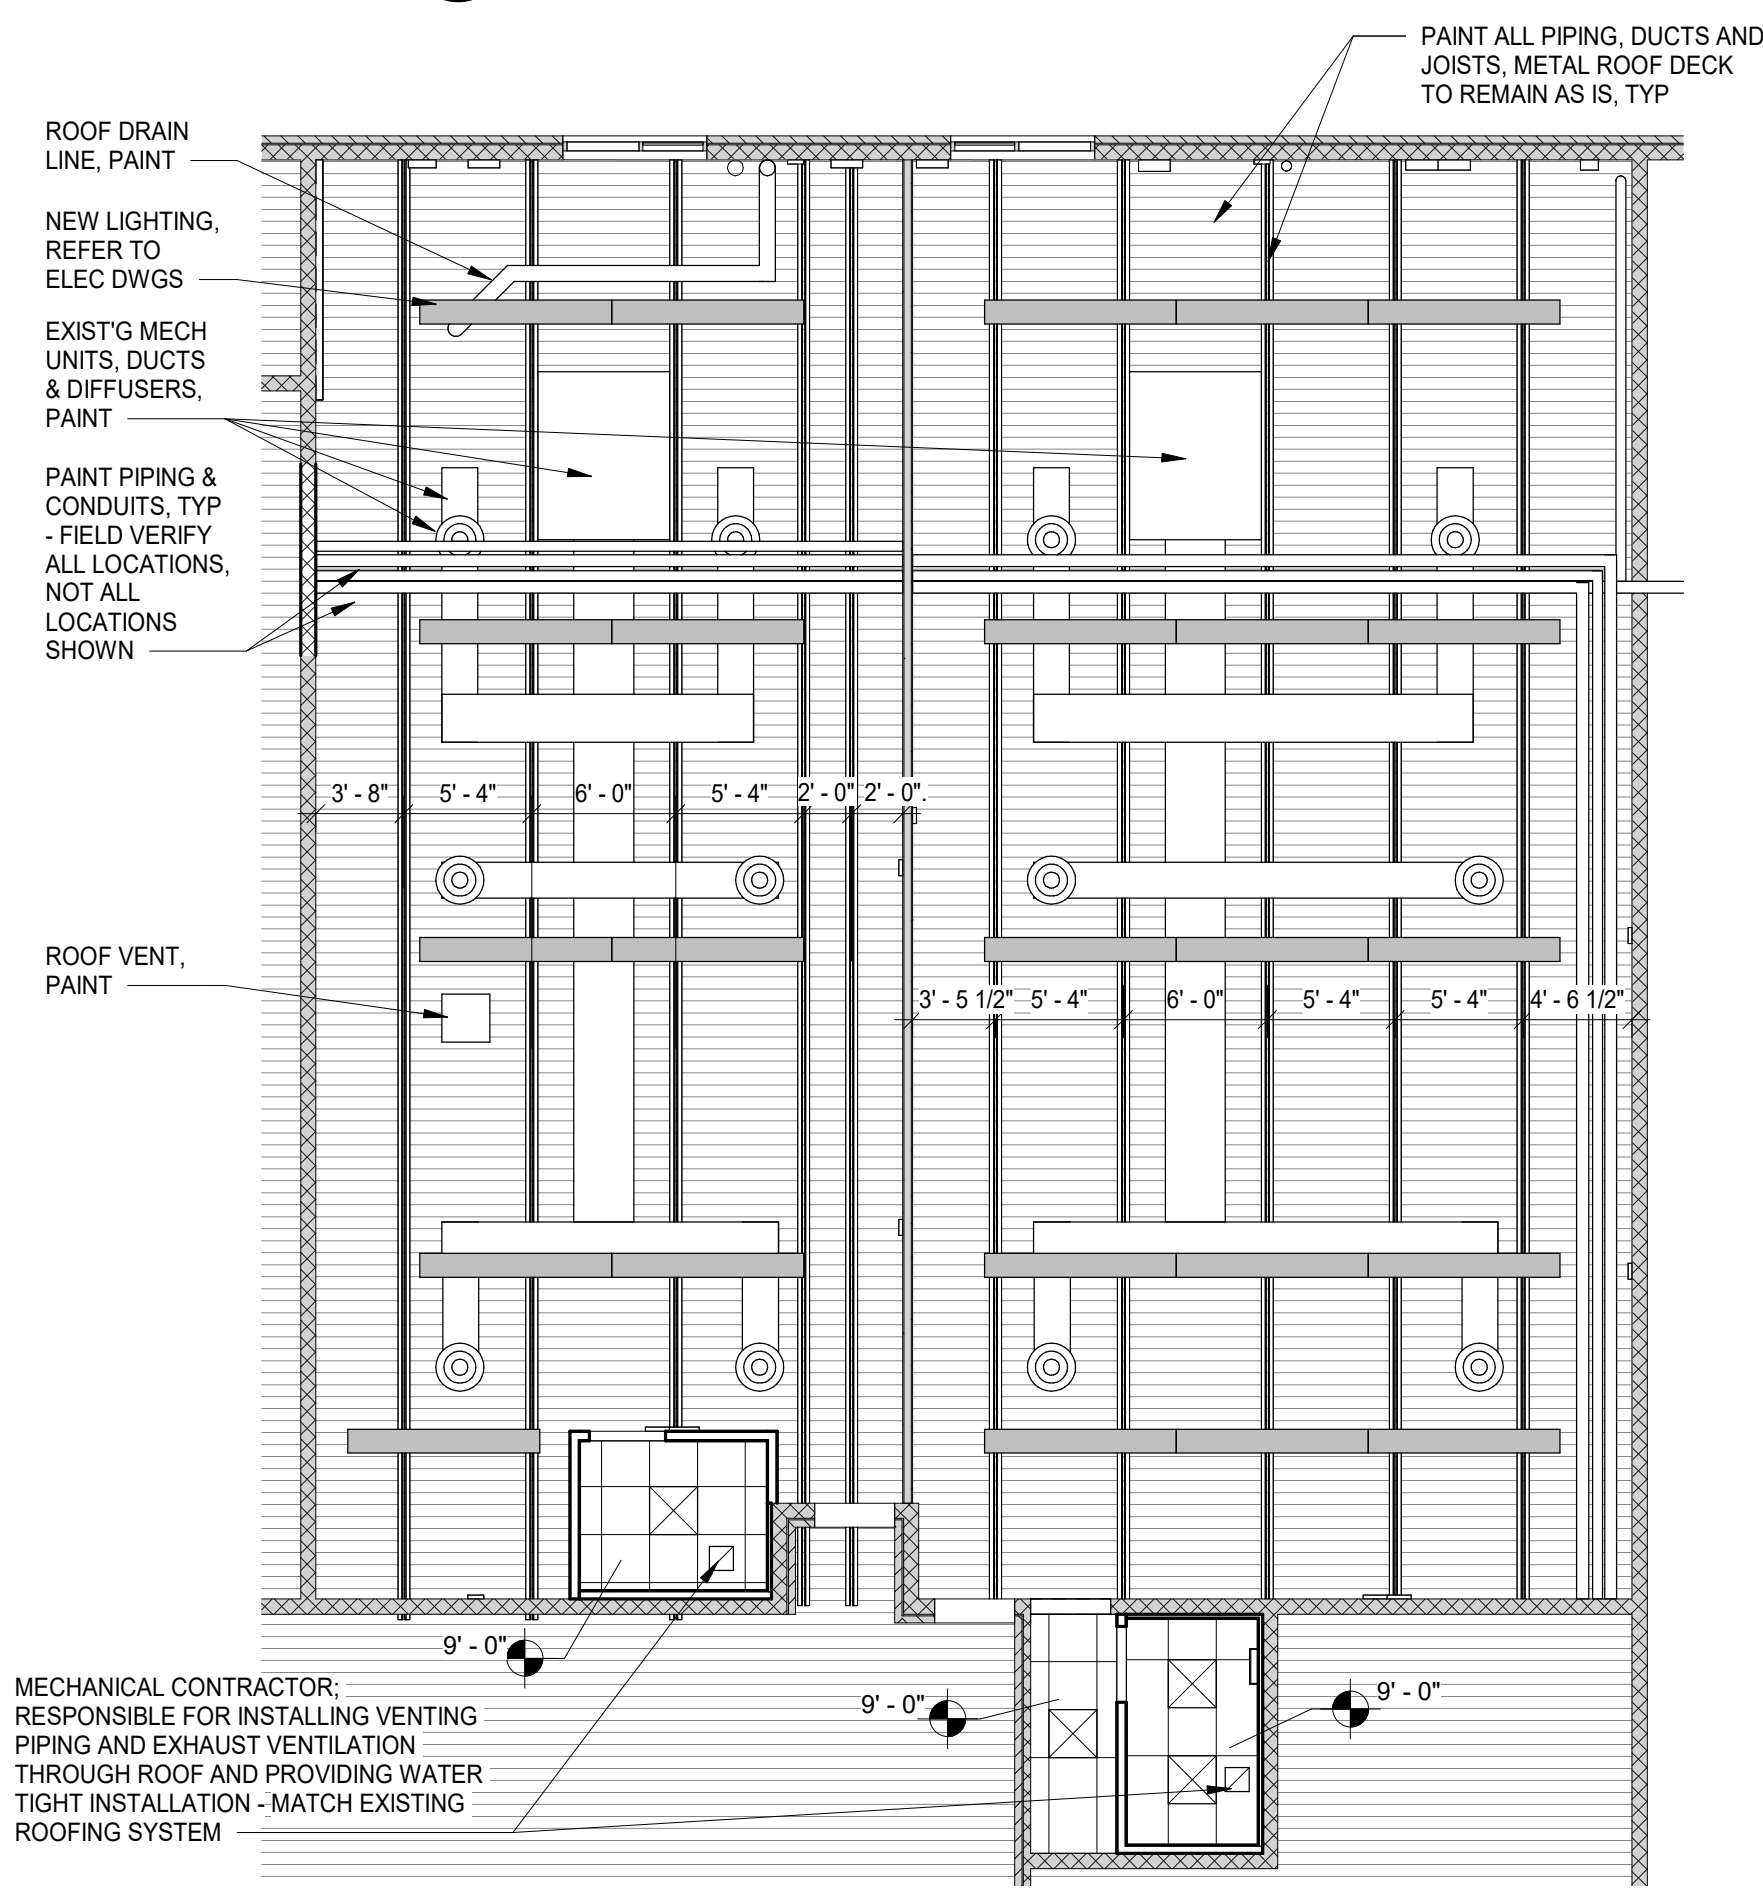 PAINT ALL PIPING, DUCTS AND
JOISTS, METAL ROOF DECK
TO REMAIN AS IS, TYP
ROOF DRAIN
LINE, PAINT
NEW LIGHTING,
REFER TO
ELEC DWGS
EXIST'G MECH
UNITS, DUCTS
& DIFFUSERS,
PAINT
PAINT PIPING &
CONDUITS, TYP
- FIELD VERIFY
ALL LOCATIONS,
NOT ALL
LOCATIONS
SHOWN
3' - 8" 5' - 4" 6' - 0" 5' - 4" 2' - 0" 2' - 0".
ROOF VENT,
PAINT
3' - 5 1/2" 5' - 4" 6' - 0" 5' - 4" 5' - 4" 4' - 6 1/2"
9' - 0"
9' - 0"
9' - 0"
MECHANICAL CONTRACTOR;
RESPONSIBLE FOR INSTALLING VENTING
PIPING AND EXHAUST VENTILATION
THROUGH ROOF AND PROVIDING WATER
TIGHT INSTALLATION - MATCH EXISTING
ROOFING SYSTEM